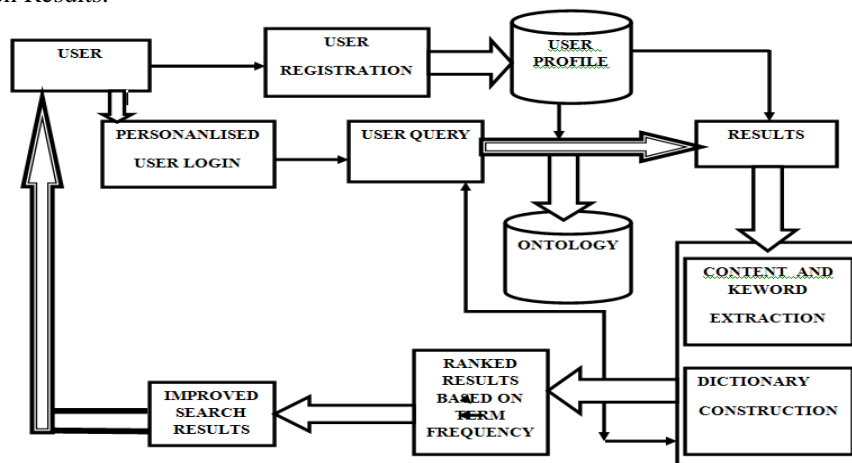 USER
USER
REGISTRATION
USER
PROFILE
PERSONANLISED
USER LOGIN
USER QUERY
RESULTS
ONTOLOGY
CONTENT AND
KEWORD
EXTRACTION
DICTIONARY
CONSTRUCTION
RANKED
RESULTS
BASED ON
TERM
FREQUENCY
IMPROVED
SEARCH
RESULTS